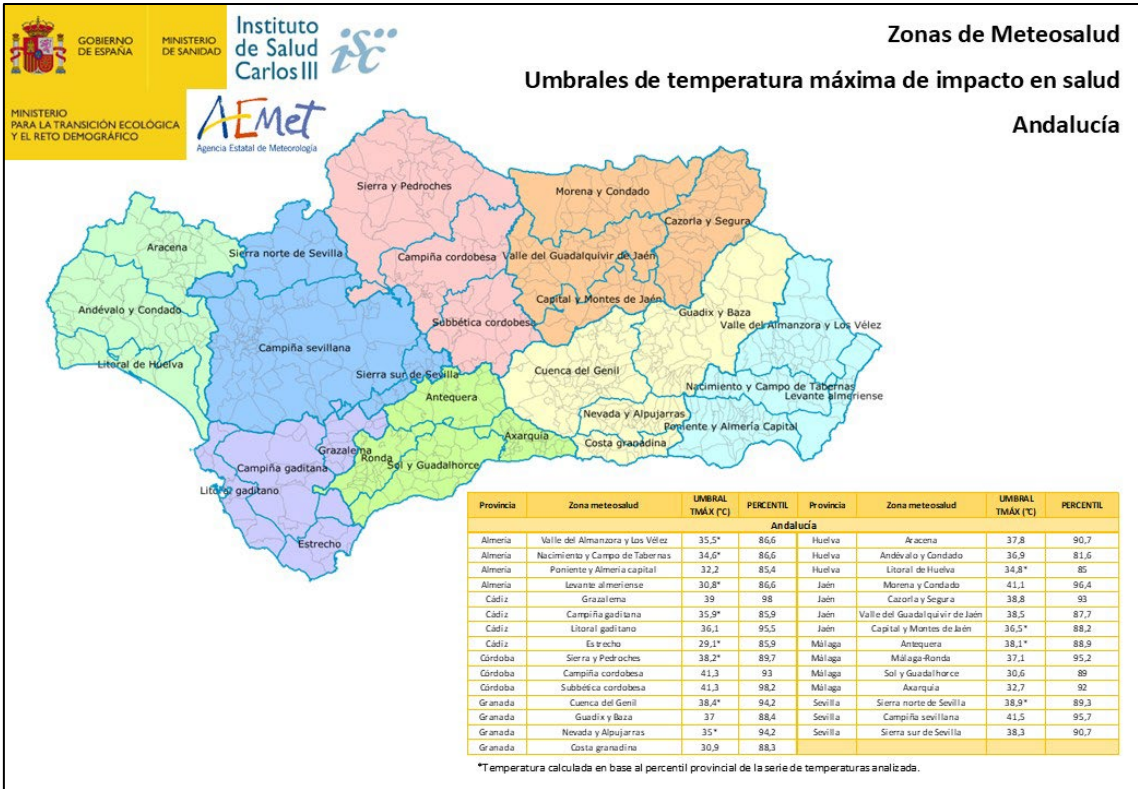 GOBIERNO
DE ESPAÑA
MINISTERIO
DE SANIDAD
Instituto
de Salud
Carlos III
isc
MINISTERIO
PARA LA TRANSICIÓN ECOLÓGICA
Y EL RETO DEMOGRÁFICO
AEMet
Agencia Estatal de Meteorología
Zonas de Meteosalud
Umbrales de temperatura máxima de impacto en salud
Andalucía
Sierra y Pedroches
Morena y Condado
Cazorla y Segura
Aracena
Sierra norte de Sevilla
Campiña cordobesa
Valle del Guadalquivir de Jaén
Capital y Montes de Jaén
Andévalo y Condado
Guadix y Baza
Subbética cordobesa
Valle del Almanzora y Los Vélez
Campiña sevillana
Litoral de Huelva
Sierra sur de Sevilla
Cuenca del Genil
Nacimiento y Campo de Tabernas
Antequera
Levante almeriense
Nevada y Alpujarras
Poniente y Almería Capital
Axarquia
Costa granadina
Grazalema
Ronda
Sol y Guadalhorce
Campiña gaditana
Litoral gaditano
Estrecho
Provincia Zona meteosalud UMBRAL TMÁX (°C) PERCENTIL Provincia Zona meteosalud UMBRAL TMÁX (°C) PERCENTIL
Andalucía
Almería Valle del Almanzora y Los Vélez 35,5* 86,6 Huelva Aracena 37,8 90,7
Almería Nacimiento y Campo de Tabernas 34,6* 86,6 Huelva Andévalo y Condado 36,9 81,6
Almería Poniente y Almería capital 32,2 85,4 Huelva Litoral de Huelva 34,8* 85
Almería Levante almeriense 30,8* 86,6 Jaén Morena y Condado 41,1 96,4
Cádiz Grazalema 39 98 Jaén Cazorla y Segura 38,8 93
Cádiz Campiña gaditana 35,9* 85,9 Jaén Valle del Guadalquivir de Jaén 38,5 87,7
Cádiz Litoral gaditano 36,1 95,5 Jaén Capital y Montes de Jaén 36,5* 88,2
Cádiz Estrecho 29,1* 85,9 Málaga Antequera 38,1* 88,9
Córdoba Sierra y Pedroches 38,2* 89,7 Málaga Málaga-Ronda 37,1 95,2
Córdoba Campiña cordobesa 41,3 93 Málaga Sol y Guadalhorce 30,6 89
Córdoba Subbética cordobesa 41,3 98,2 Málaga Axarquia 32,7 92
Granada Cuenca del Genil 38,4* 94,2 Sevilla Sierra norte de Sevilla 38,9* 89,3
Granada Guadix y Baza 37 88,4 Sevilla Campiña sevillana 41,5 95,7
Granada Nevada y Alpujarras 35* 94,2 Sevilla Sierra sur de Sevilla 38,3 90,7
Granada Costa granadina 30,9 88,3
*Temperatura calculada en base al percentil provincial de la serie de temperaturas analizada.